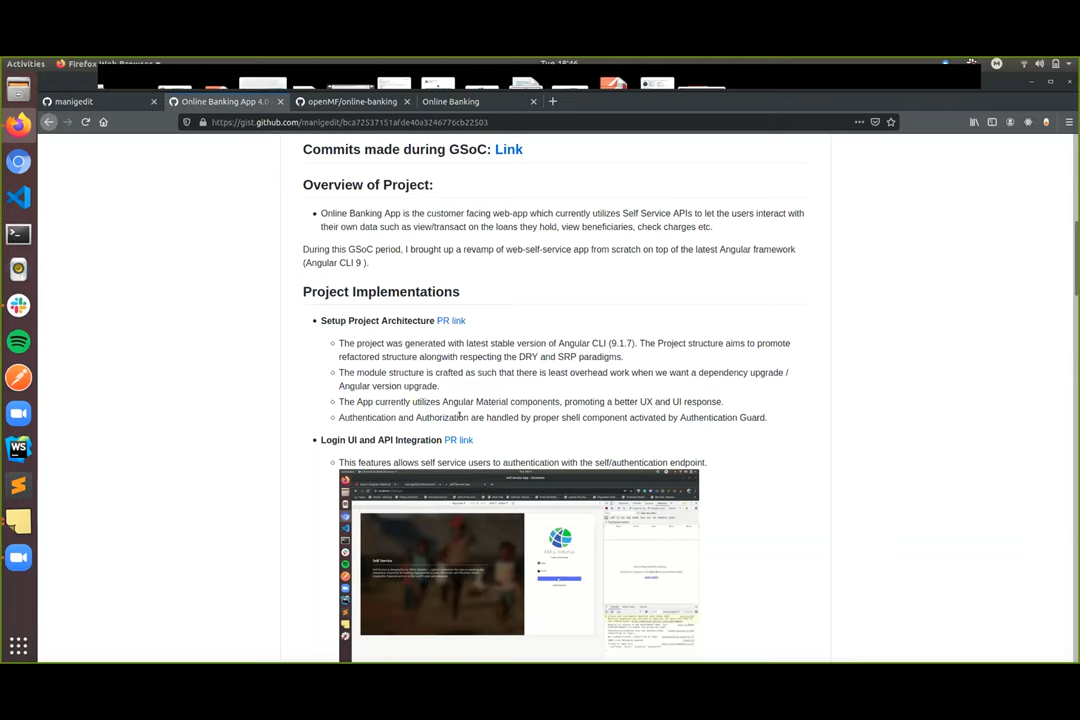 Activities
Firefox Web Browser
Tue 18:46
manigedit
Online Banking App 4.0
openMF/online-banking
Online Banking
https://gist.github.com/manigedit/bca72537151afde40a3246776cb22503
Commits made during GSoC: Link
Overview of Project:
Online Banking App is the customer facing web-app which currently utilizes Self Service APIs to let the users interact with
their own data such as view/transact on the loans they hold, view beneficiaries, check charges etc.
During this GSoC period, I brought up a revamp of web-self-service app from scratch on top of the latest Angular framework
(Angular CLI 9 ).
Project Implementations
Setup Project Architecture PR link
The project was generated with latest stable version of Angular CLI (9.1.7). The Project structure aims to promote
refactored structure alongwith respecting the DRY and SRP paradigms.
The module structure is crafted as such that there is least overhead work when we want a dependency upgrade /
Angular version upgrade.
The App currently utilizes Angular Material components, promoting a better UX and UI response.
Authentication and Authorization are handled by proper shell component activated by Authentication Guard.
Login UI and API Integration PR link
This features allows self service users to authentication with the self/authentication endpoint.
Self Service